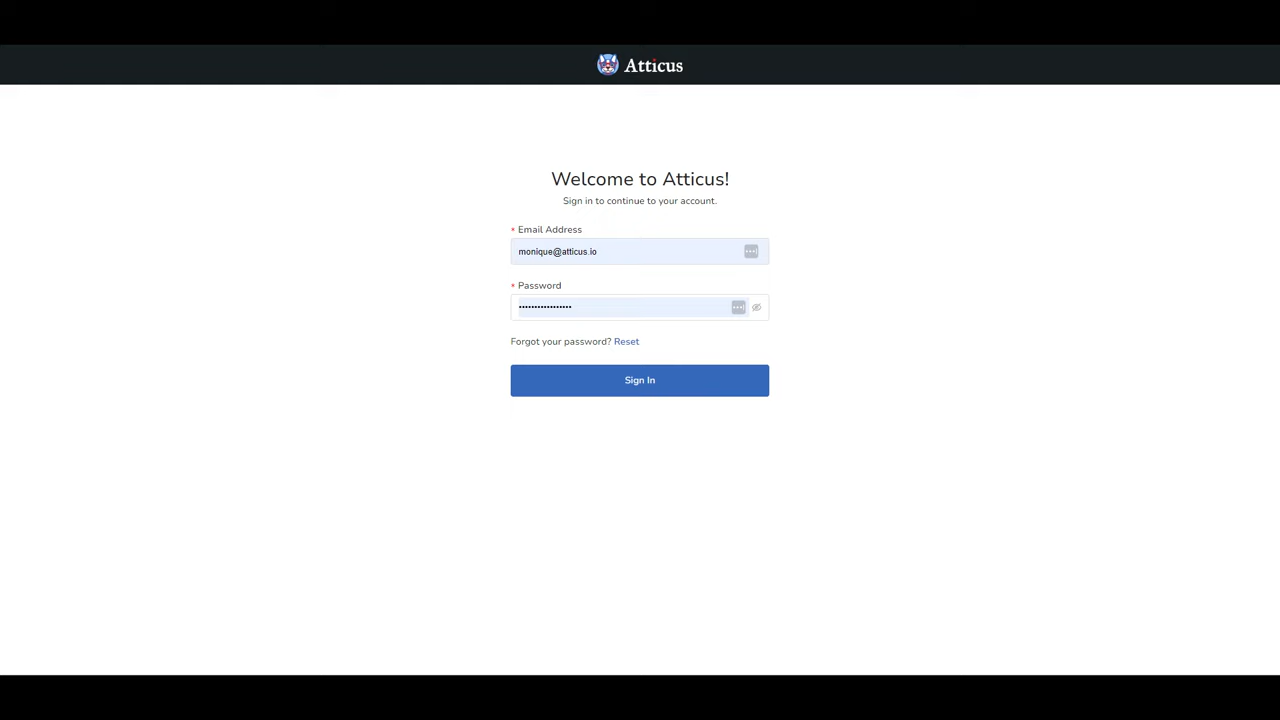 Atticus
Welcome to Atticus!
Sign in to continue to your account.
* Email Address
monique@atticus.io
* Password
•••••••••••••••••
Forgot your password? Reset
Sign In